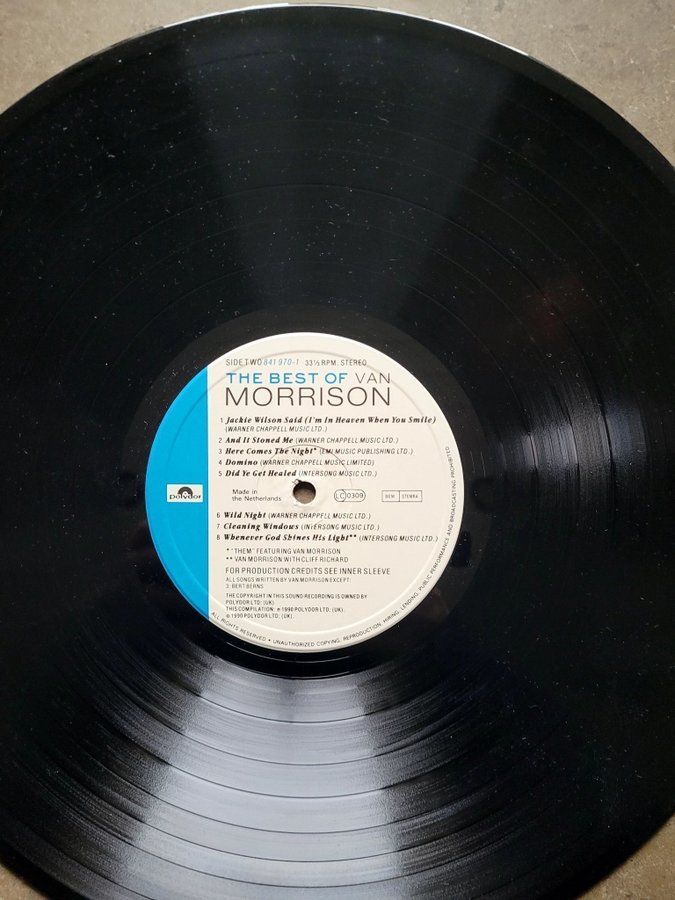 SIDE TWO 841 970-1 33⅓ RPM. STEREO
THE BEST OF VAN
MORRISON
1 Jackie Wilson Said (I'm In Heaven When You Smile)
(WARNER CHAPPELL MUSIC LTD.)
2 And It Stoned Me (WARNER CHAPPELL MUSIC LTD.)
3 Here Comes The Night* (EMI MUSIC PUBLISHING LTD.)
4 Domino (WARNER CHAPPELL MUSIC LIMITED)
5 Did Ye Get Healed (INTERSONG MUSIC LTD.)
polydor
Made in
the Netherlands
LC 0309
BIEM STEMRA
6 Wild Night (WARNER CHAPPELL MUSIC LTD.)
7 Cleaning Windows (INTERSONG MUSIC LTD.)
8 Whenever God Shines His Light** (INTERSONG MUSIC LTD.)
* "THEM" FEATURING VAN MORRISON
** VAN MORRISON WITH CLIFF RICHARD
FOR PRODUCTION CREDITS SEE INNER SLEEVE
ALL SONGS WRITTEN BY VAN MORRISON EXCEPT:
3: BERT BERNS
THE COPYRIGHT IN THIS SOUND RECORDING IS OWNED BY
POLYDOR LTD. (UK)
THIS COMPILATION: ℗ 1990 POLYDOR LTD. (UK).
© 1990 POLYDOR LTD. (UK).
ALL RIGHTS RESERVED • UNAUTHORIZED COPYING, REPRODUCTION, HIRING, LENDING, PUBLIC PERFORMANCE AND BROADCASTING PROHIBITED